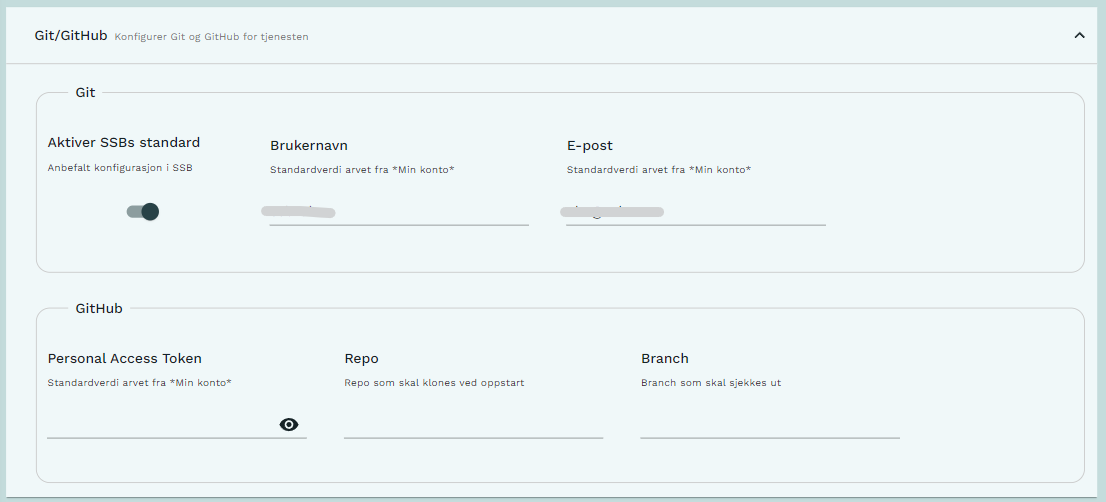 Git/GitHub Konfigurer Git og GitHub for tjenesten
Git
Aktiver SSBs standard
Anbefalt konfigurasjon i SSB
Brukernavn
Standardverdi arvet fra *Min konto*
E-post
Standardverdi arvet fra *Min konto*
GitHub
Personal Access Token
Standardverdi arvet fra *Min konto*
Repo
Repo som skal klones ved oppstart
Branch
Branch som skal sjekkes ut